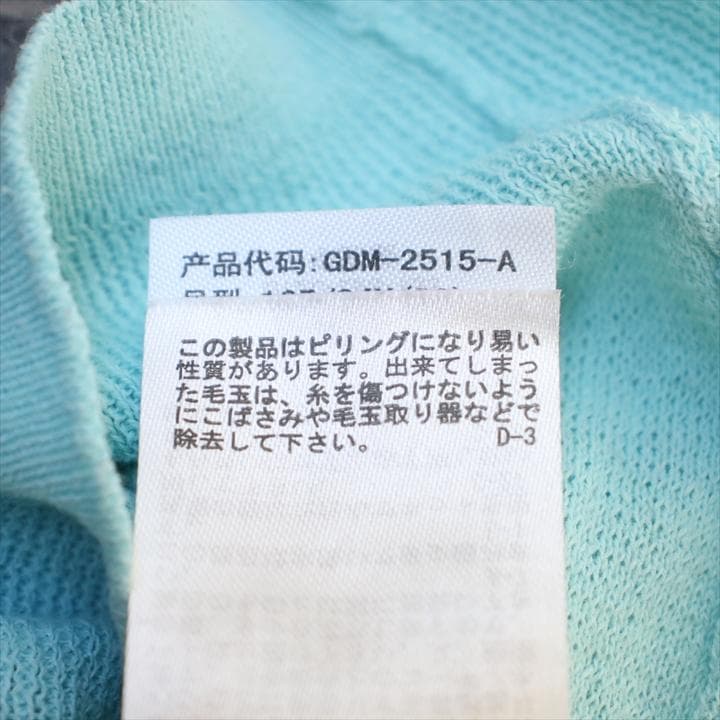 产品代码:GDM-2515-A
この製品はピリングになり易い
性質があります。出来てしまっ
た毛玉は、糸を傷つけないよう
にこばさみや毛玉取り器などで
除去して下さい。 D-3